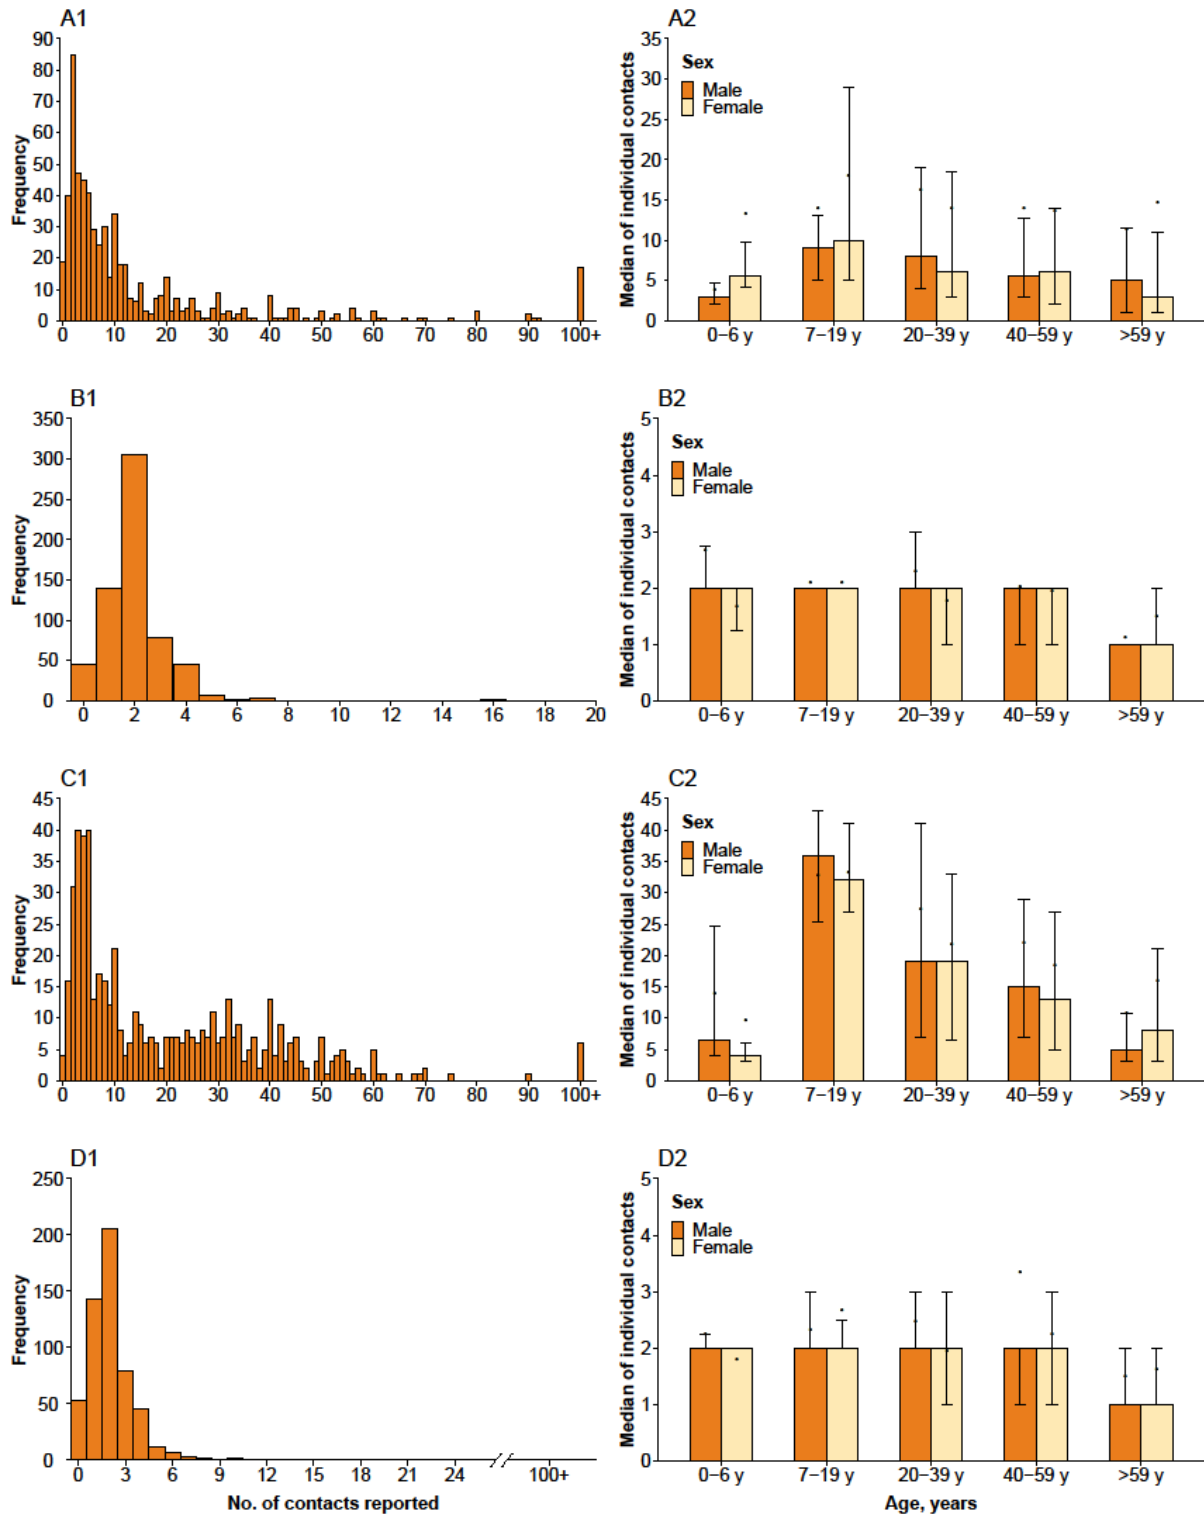 A1
Frequency
90
80
70
60
50
40
30
20
10
0
0 10 20 30 40 50 60 70 80 90 100+
A2
Median of individual contacts
35
30
25
20
15
10
5
0
Sex
Male
Female
0−6 y 7−19 y 20−39 y 40−59 y >59 y
B1
Frequency
350
300
250
200
150
100
50
0
0 2 4 6 8 10 12 14 16 18 20
B2
Median of individual contacts
5
4
3
2
1
0
Sex
Male
Female
0−6 y 7−19 y 20−39 y 40−59 y >59 y
C1
Frequency
45
40
35
30
25
20
15
10
5
0
0 10 20 30 40 50 60 70 80 90 100+
C2
Median of individual contacts
45
40
35
30
25
20
15
10
5
0
Sex
Male
Female
0−6 y 7−19 y 20−39 y 40−59 y >59 y
D1
Frequency
250
200
150
100
50
0
0 3 6 9 12 15 18 21 24 100+
No. of contacts reported
D2
Median of individual contacts
5
4
3
2
1
0
Sex
Male
Female
0−6 y 7−19 y 20−39 y 40−59 y >59 y
Age, years